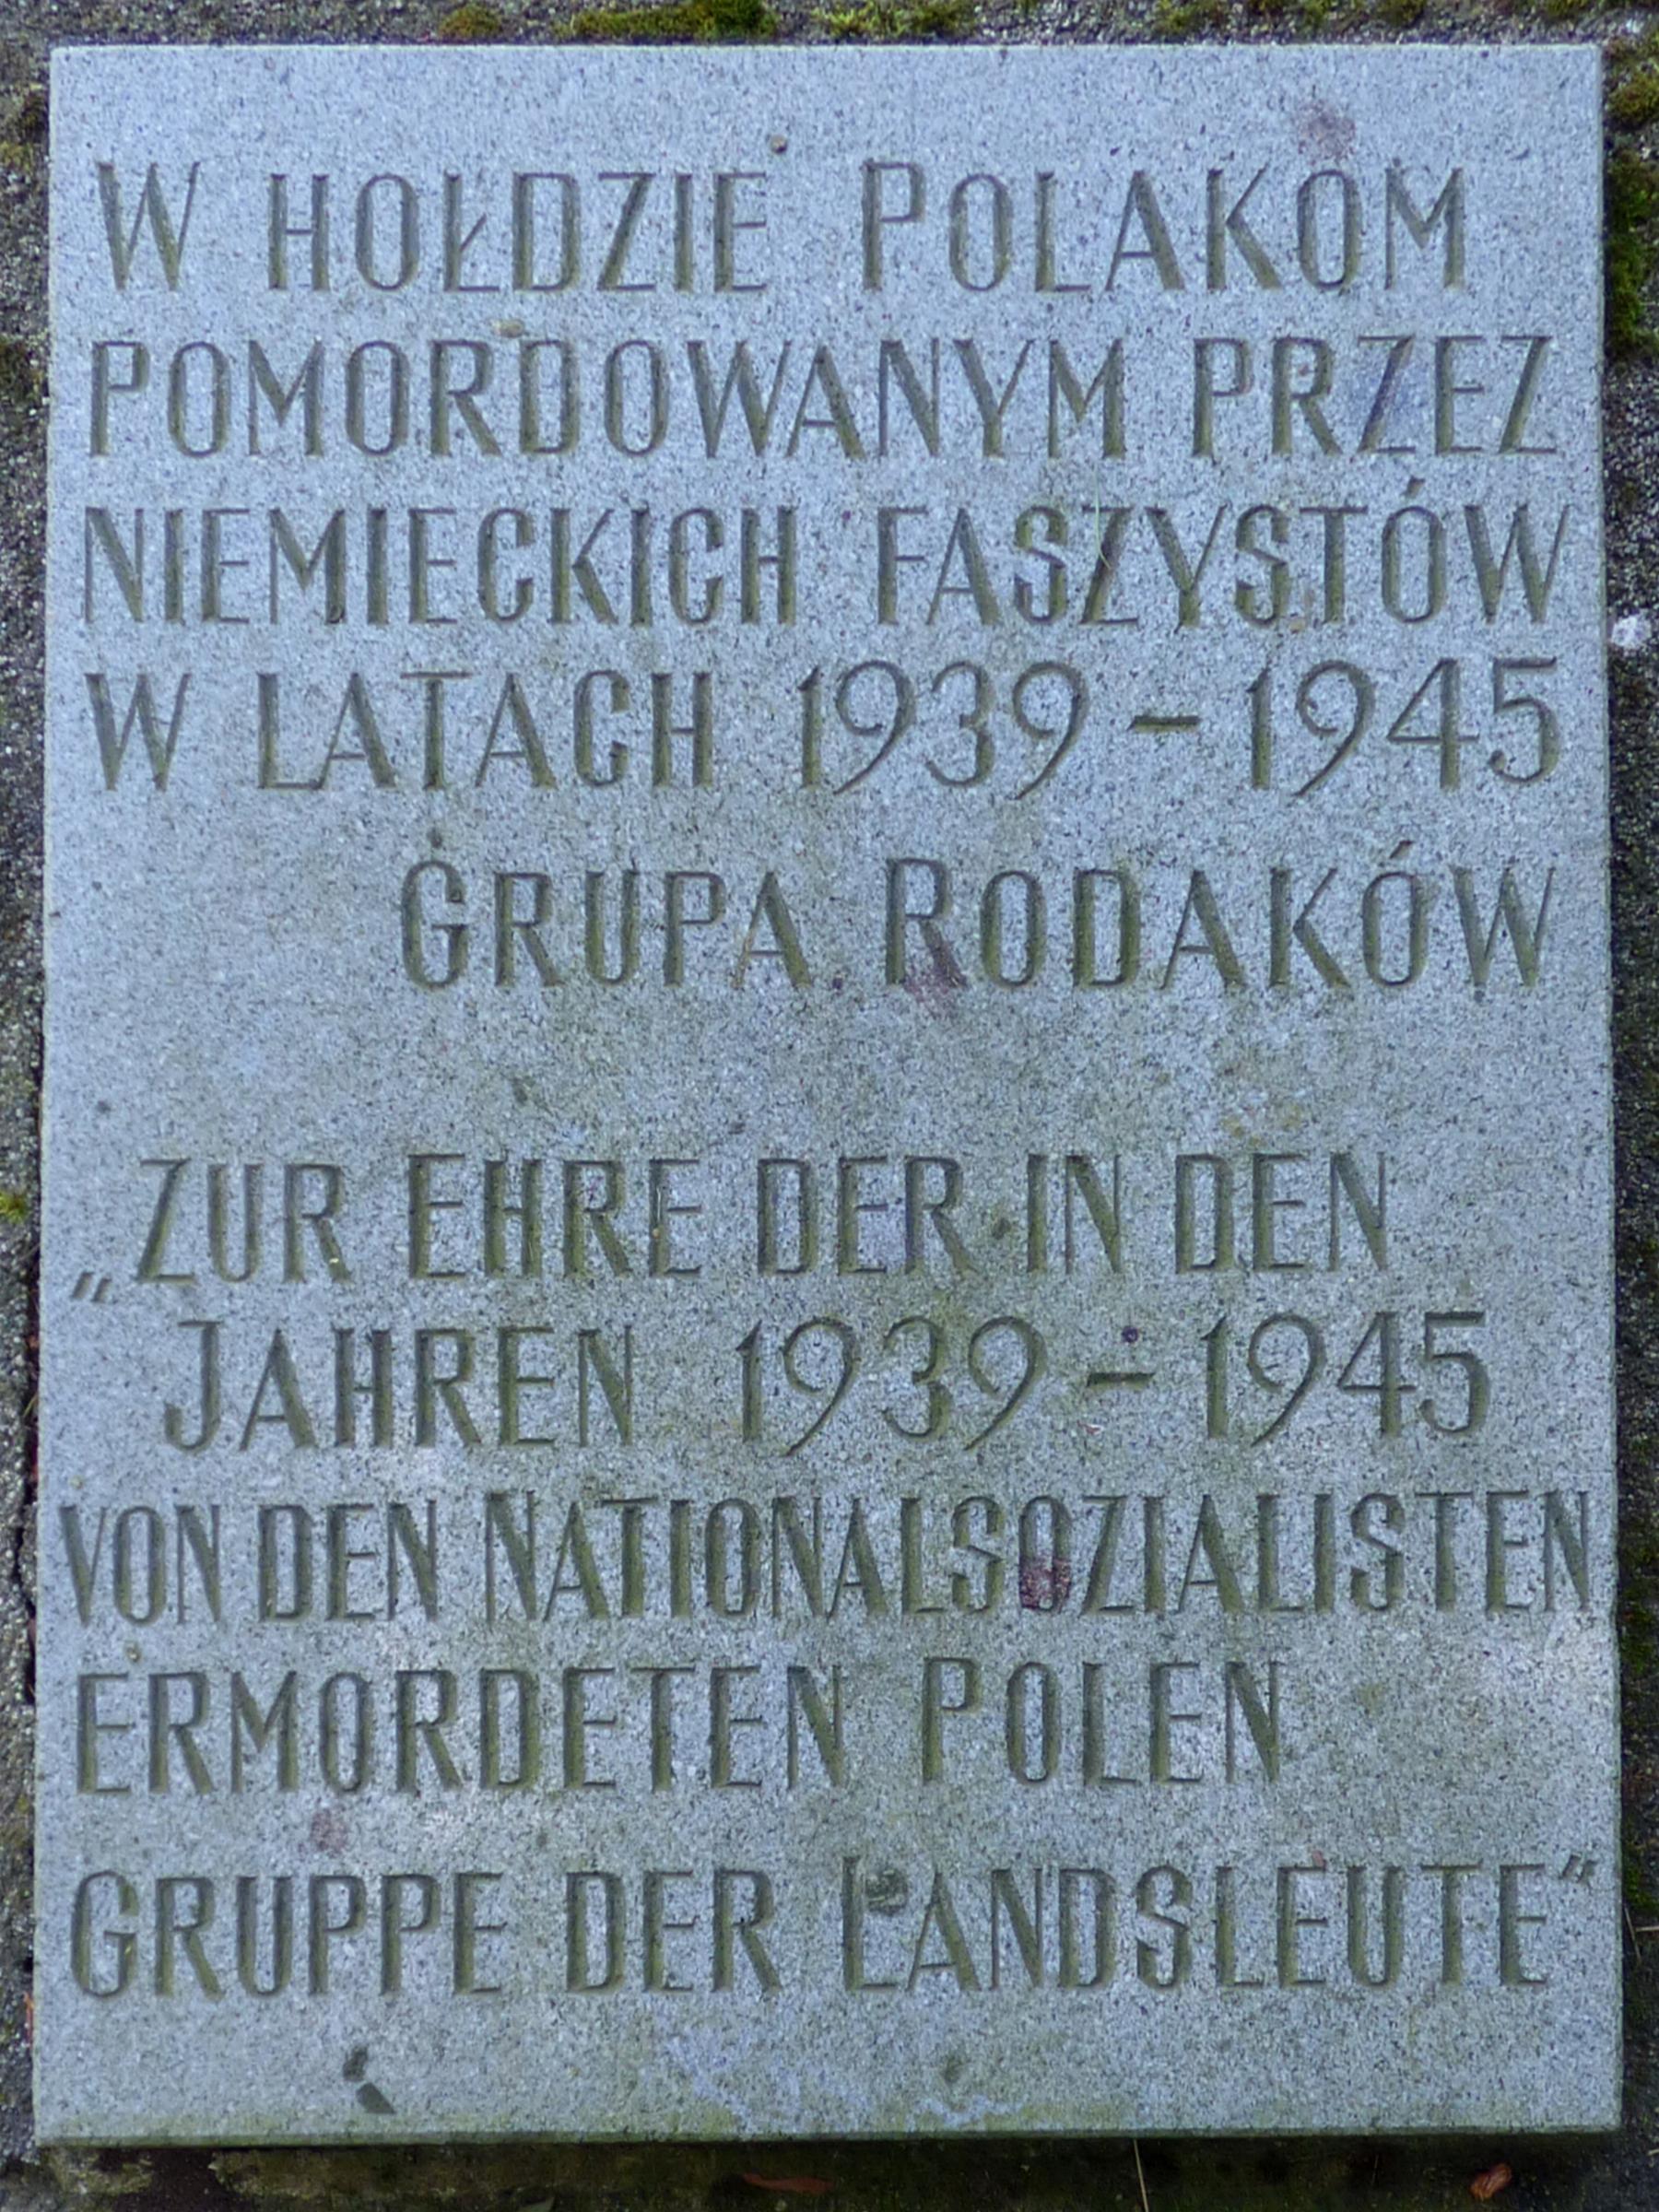 W HOŁDZIE POLAKOM
POMORDOWANYM PRZEZ
NIEMIECKICH FASZYSTÓW
W LATACH 1939 – 1945
GRUPA RODAKÓW
„ZUR EHRE DER IN DEN
JAHREN 1939 – 1945
VON DEN NATIONALSOZIALISTEN
ERMORDETEN POLEN
GRUPPE DER LANDSLEUTE“